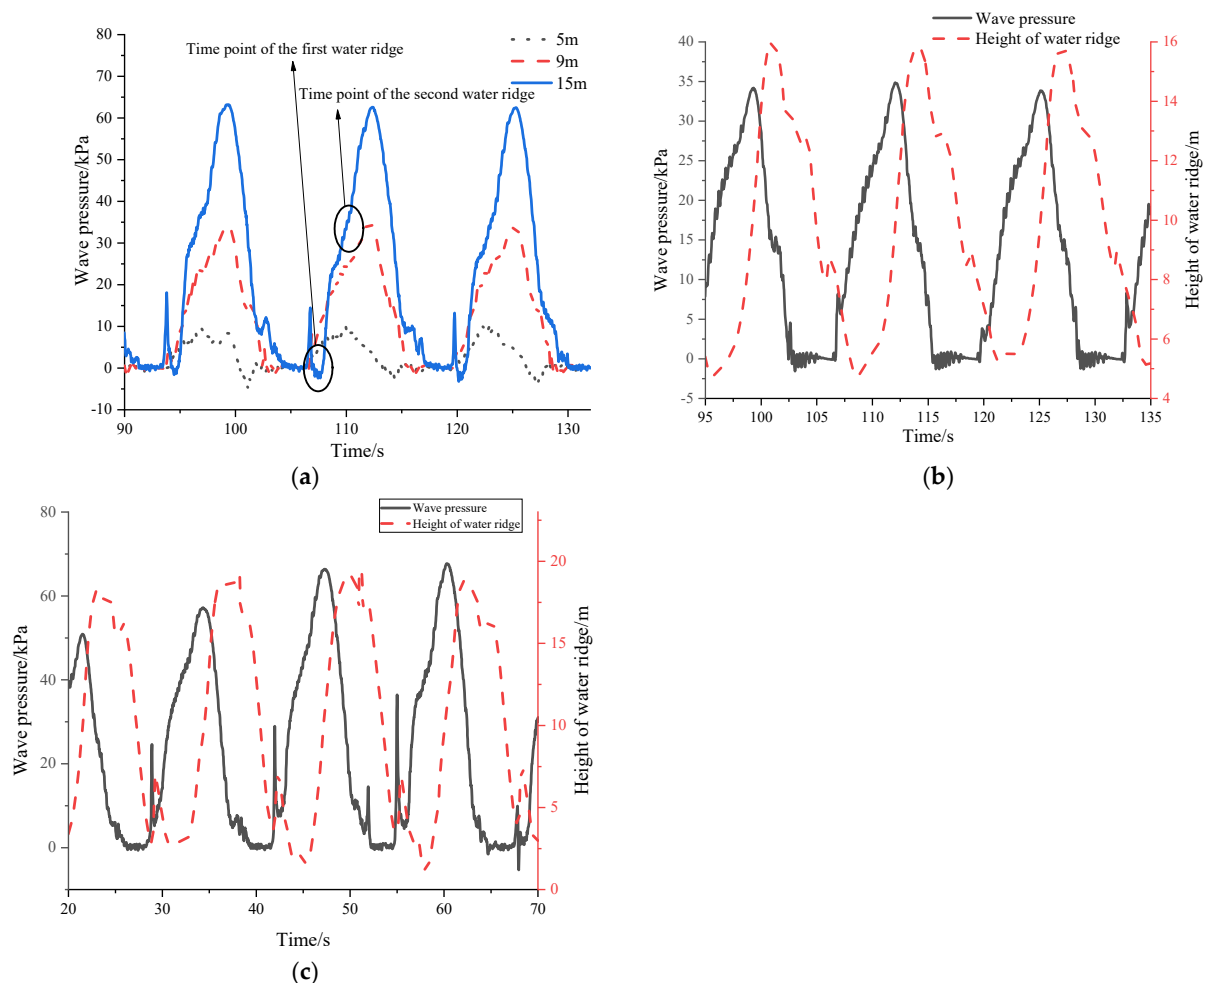 Time point of the first water ridge
Time point of the second water ridge
5m
9m
15m
Wave pressure/kPa
80
70
60
50
40
30
20
10
0
-10
90
100
110
120
130
Time/s
(a)
Wave pressure
Height of water ridge
Wave pressure/kPa
40
35
30
25
20
15
10
5
0
-5
16
14
12
10
8
6
4
Height of water ridge/m
95
100
105
110
115
120
125
130
135
Time/s
(b)
Wave pressure
Height of water ridge
Wave pressure/kPa
80
60
40
20
0
20
15
10
5
0
Height of water ridge/m
20
30
40
50
60
70
Time/s
(c)